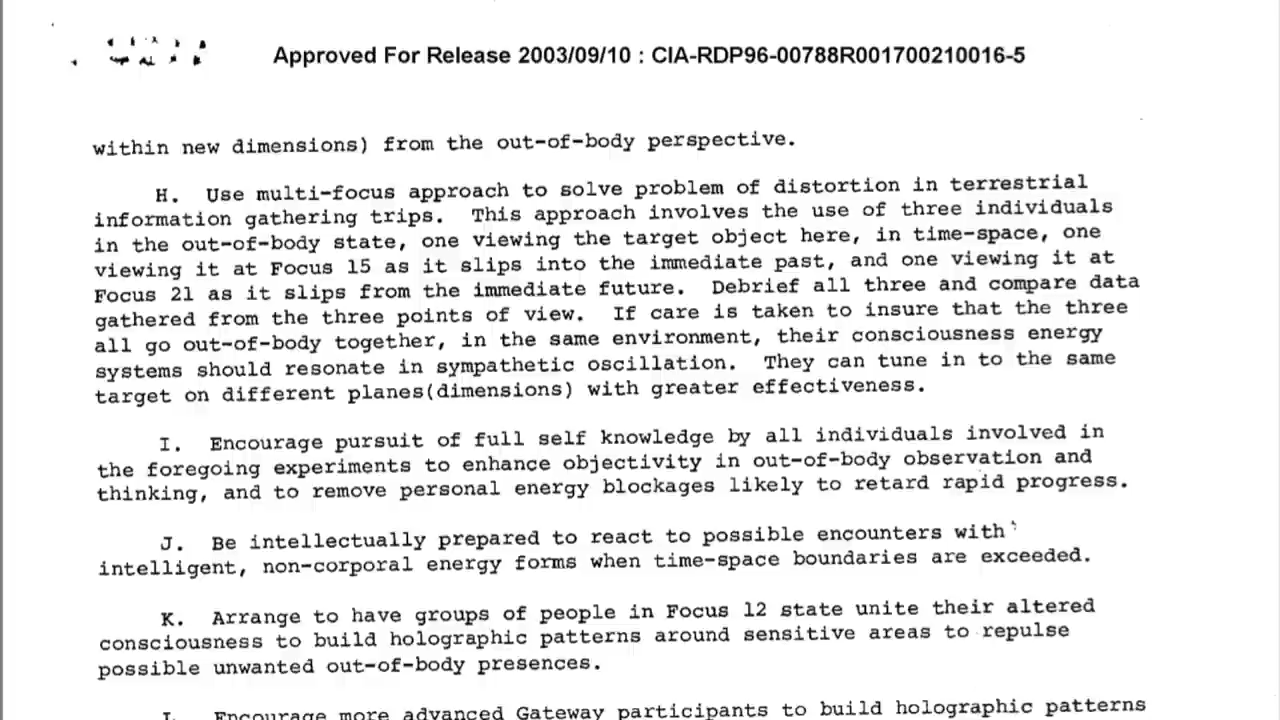 Approved For Release 2003/09/10 : CIA-RDP96-00788R001700210016-5
within new dimensions) from the out-of-body perspective.
H. Use multi-focus approach to solve problem of distortion in terrestrial
information gathering trips. This approach involves the use of three individuals
in the out-of-body state, one viewing the target object here, in time-space, one
viewing it at Focus 15 as it slips into the immediate past, and one viewing it at
Focus 21 as it slips from the immediate future. Debrief all three and compare data
gathered from the three points of view. If care is taken to insure that the three
all go out-of-body together, in the same environment, their consciousness energy
systems should resonate in sympathetic oscillation. They can tune in to the same
target on different planes(dimensions) with greater effectiveness.
I. Encourage pursuit of full self knowledge by all individuals involved in
the foregoing experiments to enhance objectivity in out-of-body observation and
thinking, and to remove personal energy blockages likely to retard rapid progress.
J. Be intellectually prepared to react to possible encounters with
intelligent, non-corporal energy forms when time-space boundaries are exceeded.
K. Arrange to have groups of people in Focus 12 state unite their altered
consciousness to build holographic patterns around sensitive areas to repulse
possible unwanted out-of-body presences.
L. Encourage more advanced Gateway participants to build holographic patterns